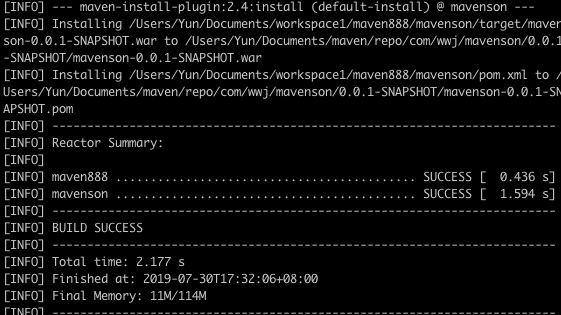 [INFO] --- maven-install-plugin:2.4:install (default-install) @ mavenson ---
[INFO] Installing /Users/Yun/Documents/workspace1/maven888/mavenson/target/maven
son-0.0.1-SNAPSHOT.war to /Users/Yun/Documents/maven/repo/com/wwj/mavenson/0.0.1
-SNAPSHOT/mavenson-0.0.1-SNAPSHOT.war
[INFO] Installing /Users/Yun/Documents/workspace1/maven888/mavenson/pom.xml to /
Users/Yun/Documents/maven/repo/com/wwj/mavenson/0.0.1-SNAPSHOT/mavenson-0.0.1-SN
APSHOT.pom
[INFO] ------------------------------------------------------------------------
[INFO] Reactor Summary:
[INFO]
[INFO] maven888 ........................................... SUCCESS [  0.436 s]
[INFO] mavenson ........................................... SUCCESS [  1.594 s]
[INFO] ------------------------------------------------------------------------
[INFO] BUILD SUCCESS
[INFO] ------------------------------------------------------------------------
[INFO] Total time: 2.177 s
[INFO] Finished at: 2019-07-30T17:32:06+08:00
[INFO] Final Memory: 11M/114M
[INFO] ------------------------------------------------------------------------